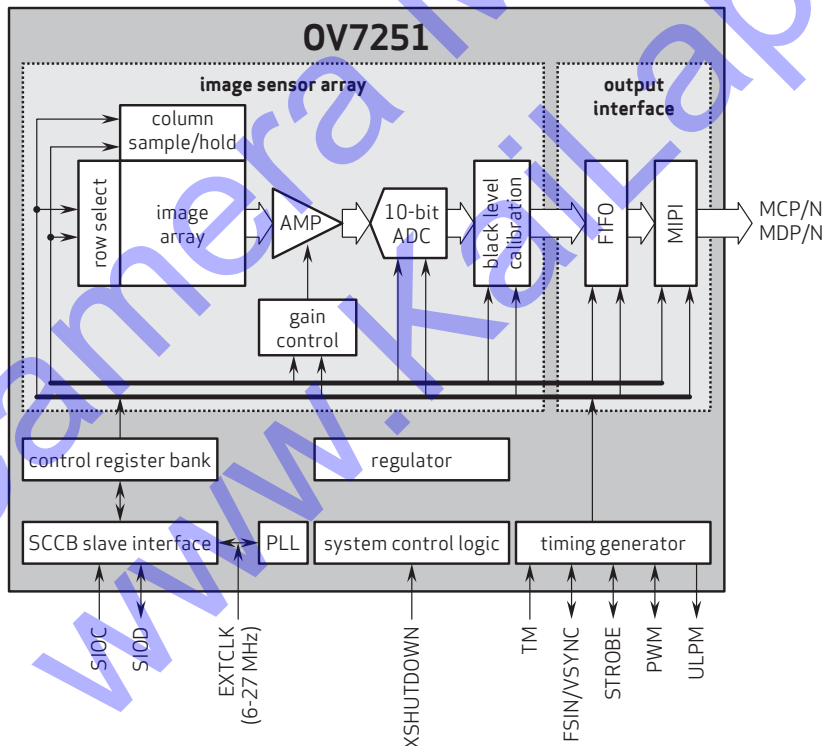 OV7251
image sensor array
output
interface
column
sample/hold
row select
image
array
AMP
10-bit
ADC
black level
calibration
FIFO
MIPI
MCP/N
MDP/N
gain
control
control register bank
regulator
SCCB slave interface
PLL
system control logic
timing generator
SIOC
SIOD
EXTCLK
(6-27 MHz)
XSHUTDOWN
TM
FSIN/VSYNC
STROBE
PWM
ULPM